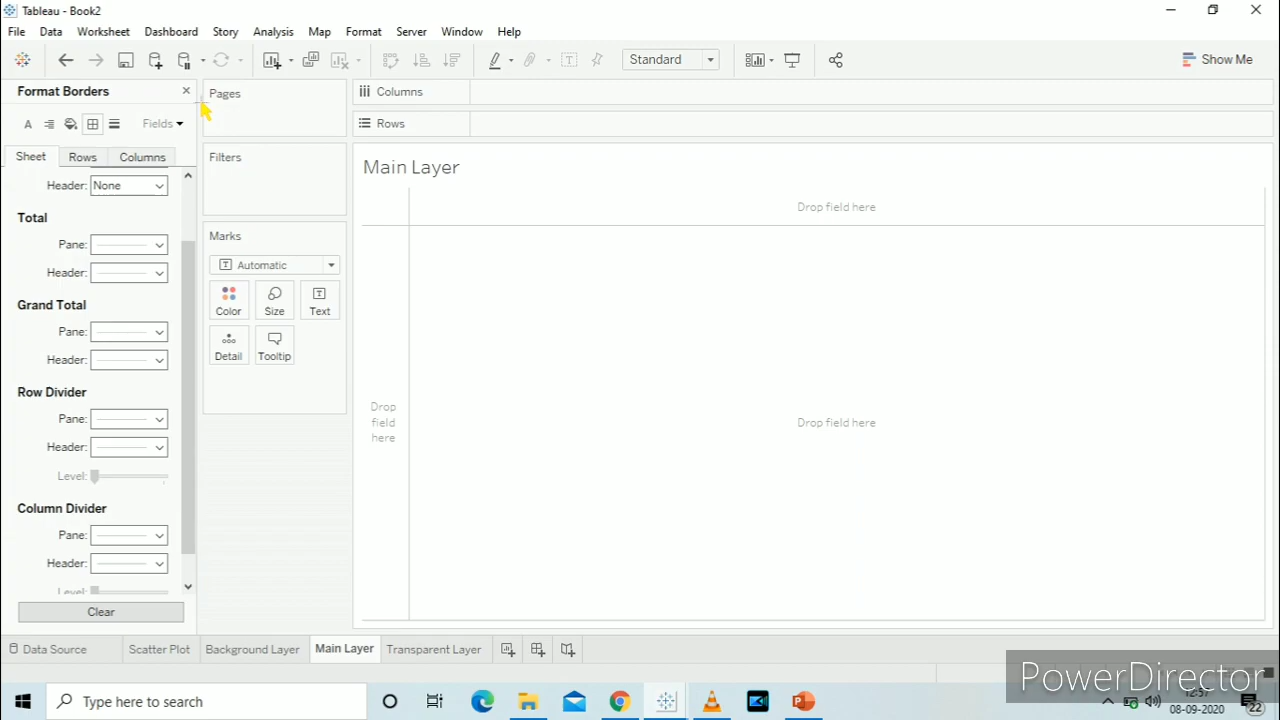 Tableau - Book2
File Data Worksheet Dashboard Story Analysis Map Format Server Window Help
Standard
Show Me
Format Borders
Fields
Sheet Rows Columns
Header: None
Total
Pane:
Header:
Grand Total
Pane:
Header:
Row Divider
Pane:
Header:
Level:
Column Divider
Pane:
Header:
Level:
Clear
Pages
Filters
Marks
Automatic
Color Size Text
Detail Tooltip
Columns
Rows
Main Layer
Drop field here
Drop
field
here
Drop field here
Data Source Scatter Plot Background Layer Main Layer Transparent Layer
PowerDirector
Type here to search
08-09-2020
22